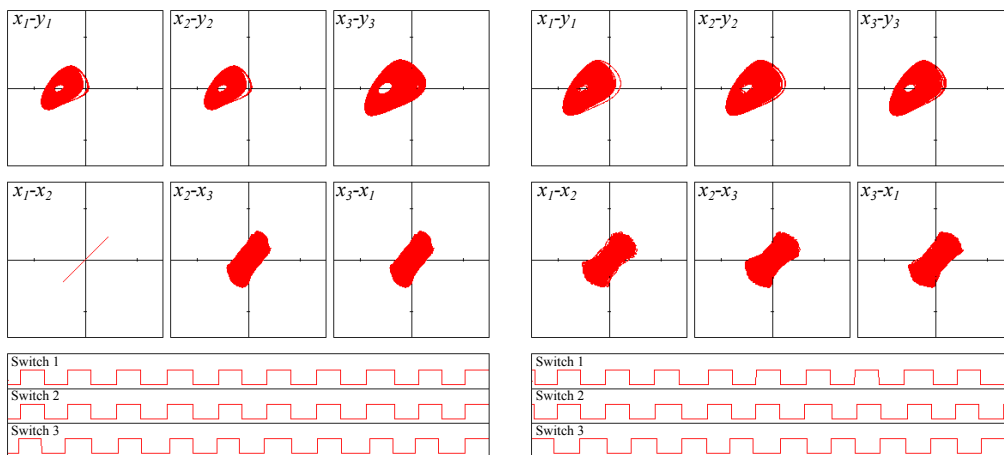 x1-y1 x2-y2 x3-y3
x1-x2 x2-x3 x3-x1
Switch 1
Switch 2
Switch 3
x1-y1 x2-y2 x3-y3
x1-x2 x2-x3 x3-x1
Switch 1
Switch 2
Switch 3